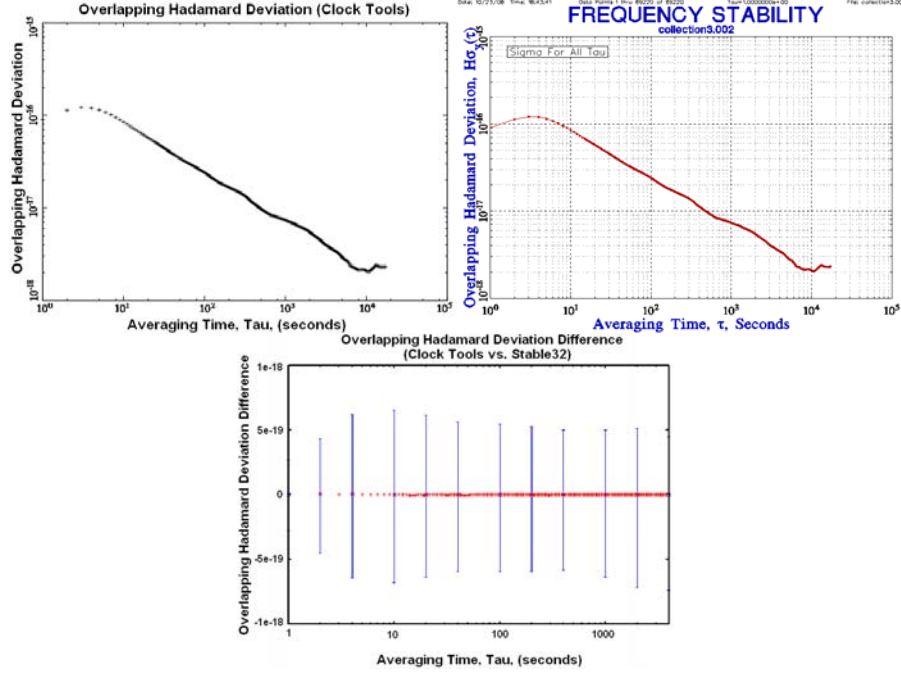 Overlapping Hadamard Deviation (Clock Tools)
Overlapping Hadamard Deviation
10^-15
10^-16
10^-17
10^-18
10^0
10^1
10^2
10^3
10^4
10^5
Averaging Time, Tau, (seconds)
FREQUENCY STABILITY
collection3.002
Sigma For All Tau
Overlapping Hadamard Deviation, Hσy(τ)
10^-15
10^-16
10^-17
10^-18
10^0
10^1
10^2
10^3
10^4
10^5
Averaging Time, τ, Seconds
Overlapping Hadamard Deviation Difference
(Clock Tools vs. Stable32)
Overlapping Hadamard Deviation Difference
1e-18
5e-19
0
-5e-19
-1e-18
1
10
100
1000
Averaging Time, Tau, (seconds)